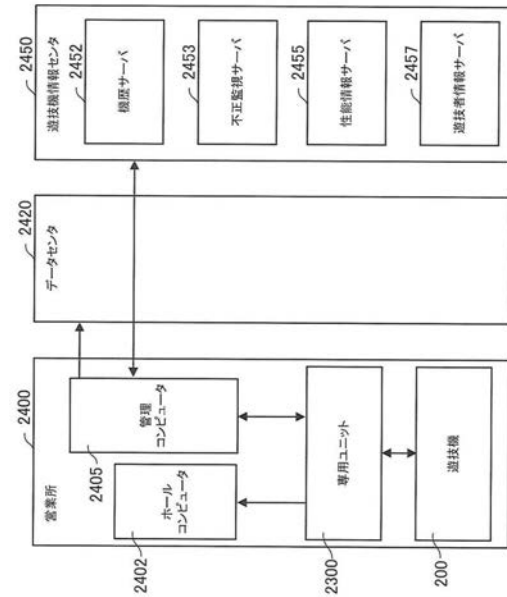 営業所
2400
ホール
コンピュータ
2402
管理
コンピュータ
2405
専用ユニット
2300
遊技機
200
データセンタ
2420
遊技機情報センタ
2450
機歴サーバ
2452
不正監視サーバ
2453
性能情報サーバ
2455
遊技者情報サーバ
2457